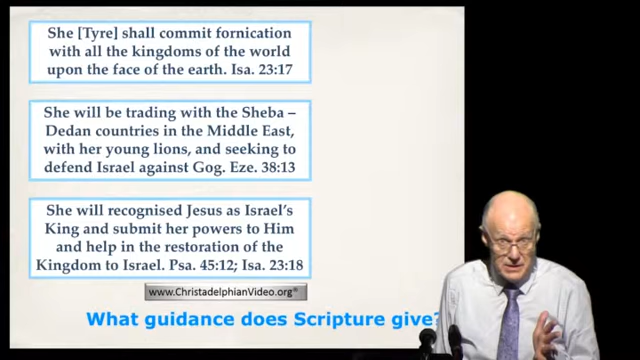 She [Tyre] shall commit fornication
with all the kingdoms of the world
upon the face of the earth. Isa. 23:17
She will be trading with the Sheba –
Dedan countries in the Middle East,
with her young lions, and seeking to
defend Israel against Gog. Eze. 38:13
She will recognised Jesus as Israel's
King and submit her powers to Him
and help in the restoration of the
Kingdom to Israel. Psa. 45:12; Isa. 23:18
www.ChristadelphianVideo.org®
What guidance does Scripture give?